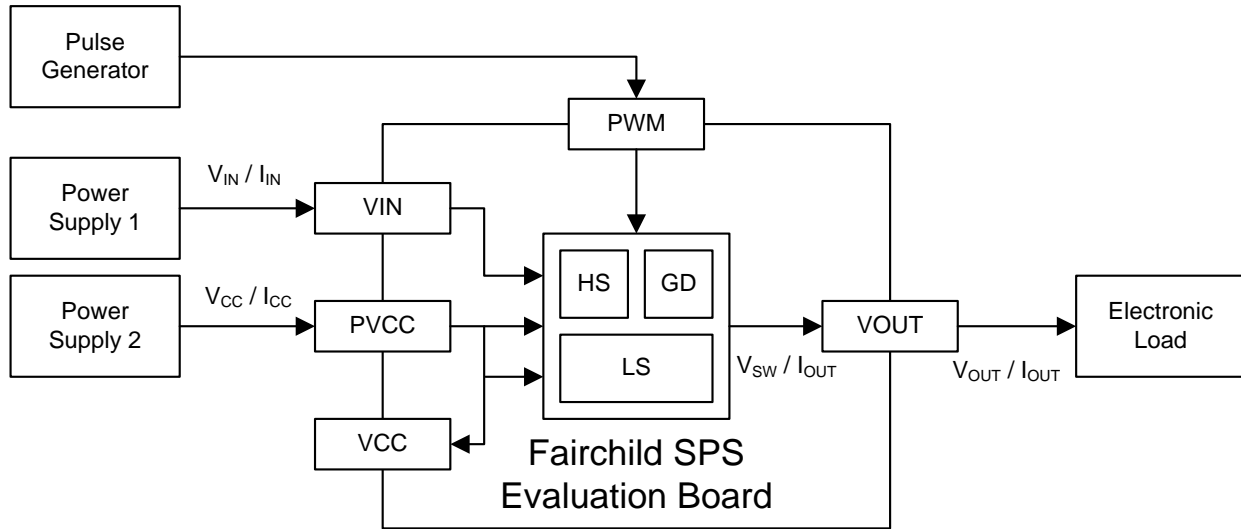 Pulse
Generator
PWM
Power
Supply 1
V_IN / I_IN
VIN
HS
GD
Power
Supply 2
V_CC / I_CC
PVCC
LS
VOUT
Electronic
Load
V_SW / I_OUT
V_OUT / I_OUT
VCC
Fairchild SPS
Evaluation Board